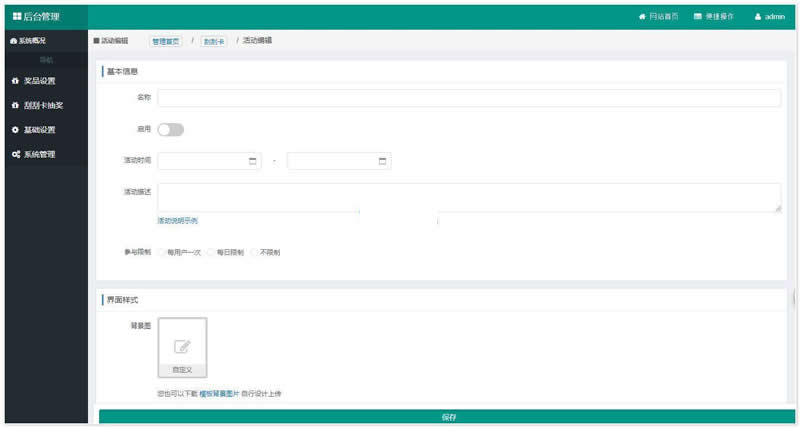 后台管理
网站首页 便捷操作 admin
系统概况
导航
奖品设置
刮刮卡抽奖
基础设置
系统管理
活动编辑 管理首页 / 刮刮卡 / 活动编辑
基本信息
名称
启用
活动时间 -
活动描述
活动说明示例
参与限制 每用户一次 每日限制 不限制
界面样式
背景图
自定义
您也可以下载 模板背景图片 自行设计上传
保存